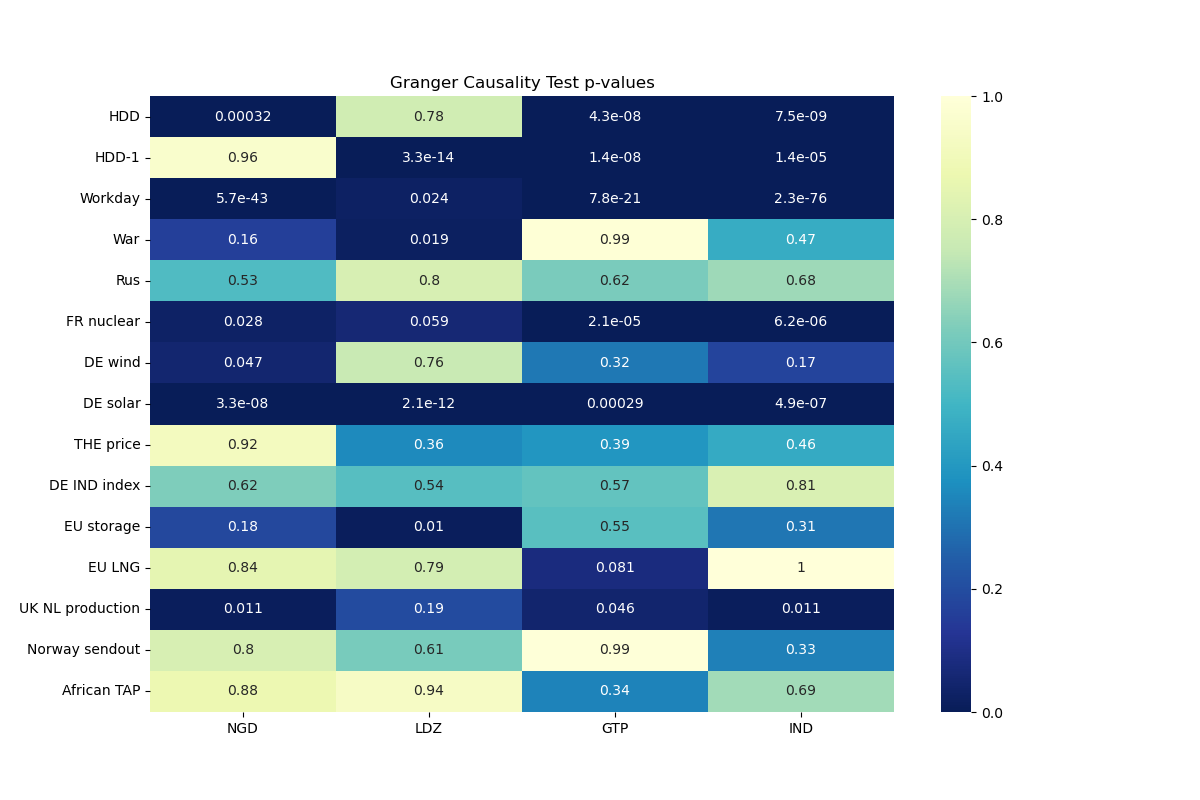 Granger Causality Test p-values
HDD 0.00032 0.78 4.3e-08 7.5e-09
HDD-1 0.96 3.3e-14 1.4e-08 1.4e-05
Workday 5.7e-43 0.024 7.8e-21 2.3e-76
War 0.16 0.019 0.99 0.47
Rus 0.53 0.8 0.62 0.68
FR nuclear 0.028 0.059 2.1e-05 6.2e-06
DE wind 0.047 0.76 0.32 0.17
DE solar 3.3e-08 2.1e-12 0.00029 4.9e-07
THE price 0.92 0.36 0.39 0.46
DE IND index 0.62 0.54 0.57 0.81
EU storage 0.18 0.01 0.55 0.31
EU LNG 0.84 0.79 0.081 1
UK NL production 0.011 0.19 0.046 0.011
Norway sendout 0.8 0.61 0.99 0.33
African TAP 0.88 0.94 0.34 0.69
NGD LDZ GTP IND
1.0
0.8
0.6
0.4
0.2
0.0